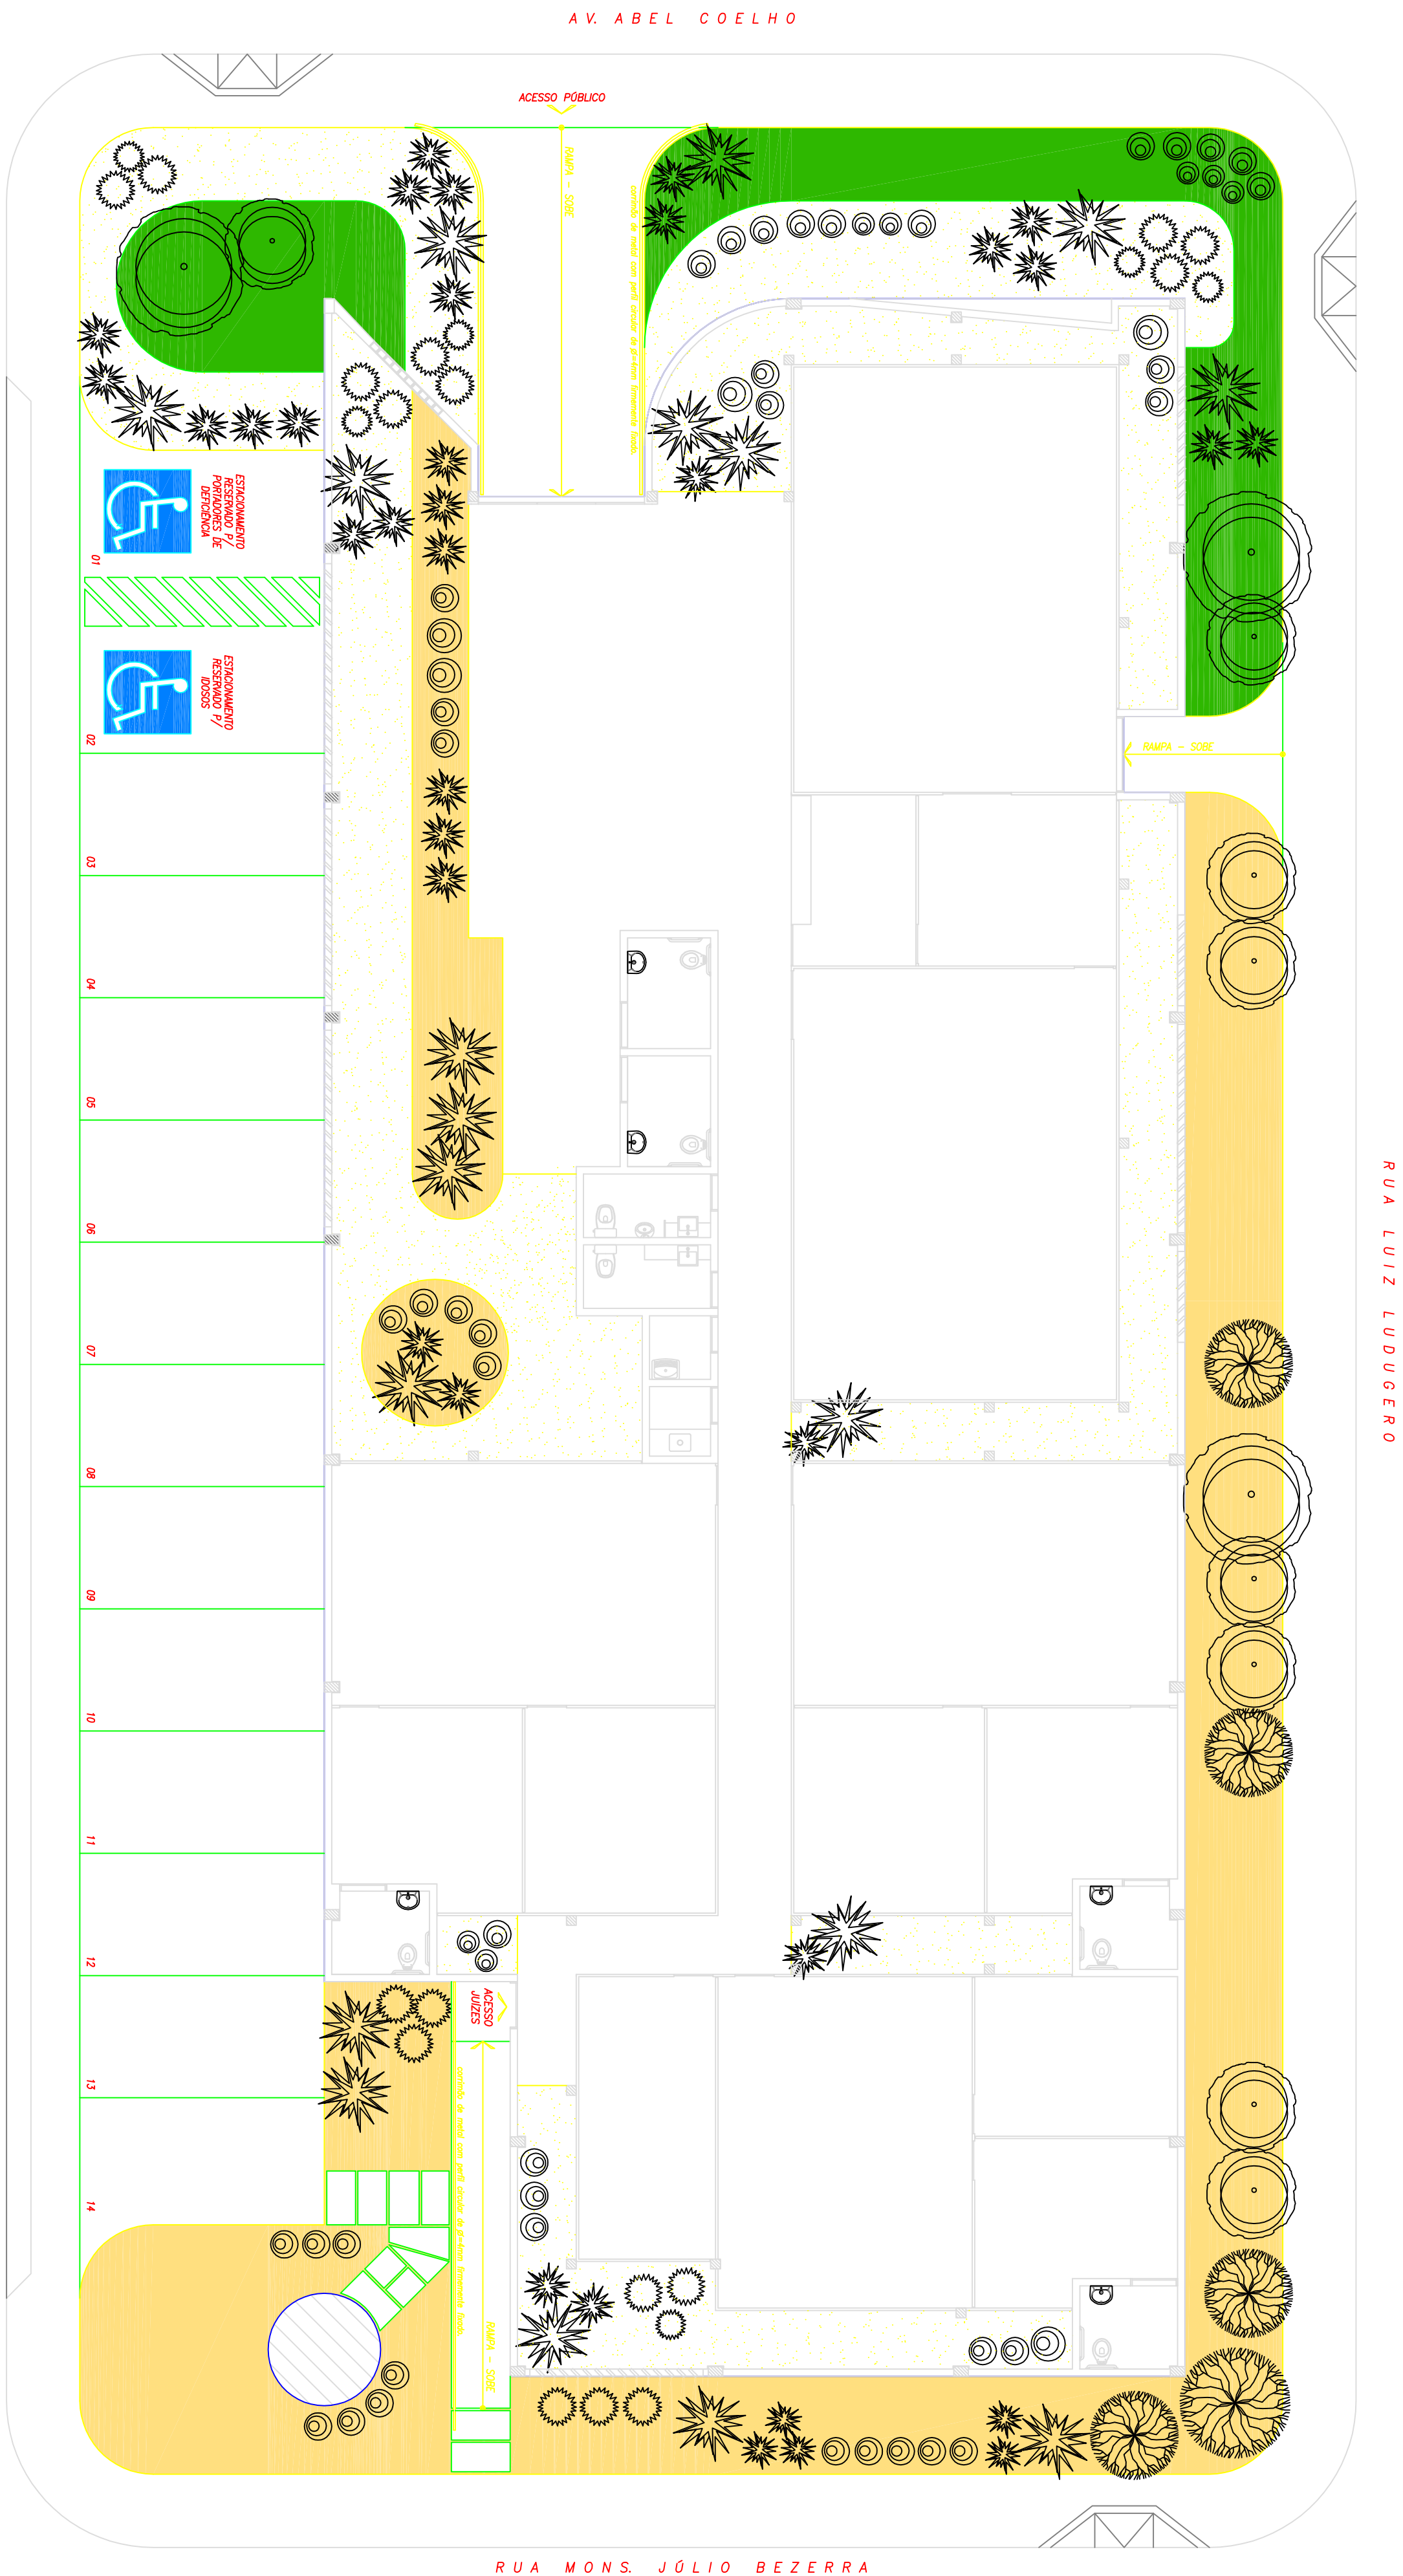 AV. ABEL COELHO
ACESSO PÚBLICO
RAMPA - SOBE
ESTACIONAMENTO
RESERVADO P/
PORTADORES DE
DEFICIÊNCIA
01
ESTACIONAMENTO
RESERVADO P/
IDOSOS
02
RAMPA - SOBE
03
04
05
06
07
08
09
10
11
12
13
14
RUA LUIZ LUDUGERO
ACESSO
JUÍZES
RAMPA - SOBE
RUA MONS. JÚLIO BEZERRA